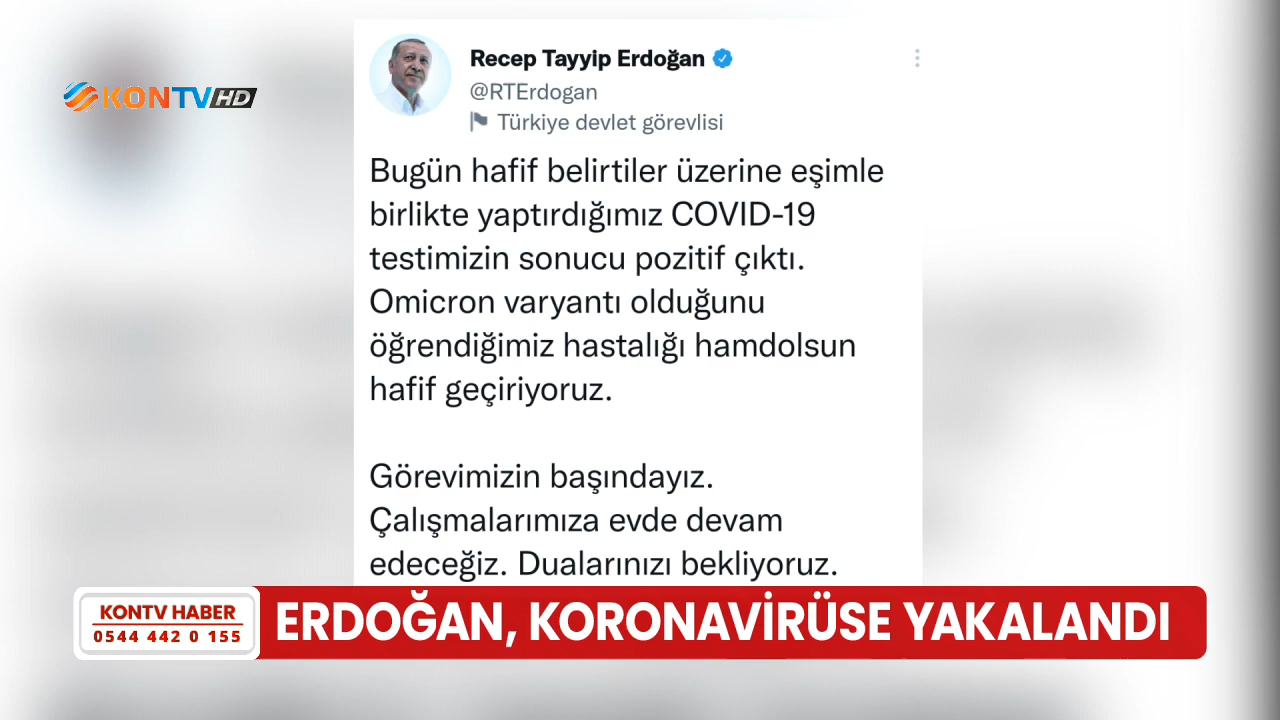 KONTV HD
Recep Tayyip Erdoğan
@RTErdogan
Türkiye devlet görevlisi
Bugün hafif belirtiler üzerine eşimle
birlikte yaptırdığımız COVID-19
testimizin sonucu pozitif çıktı.
Omicron varyantı olduğunu
öğrendiğimiz hastalığı hamdolsun
hafif geçiriyoruz.
Görevimizin başındayız.
Çalışmalarımıza evde devam
edeceğiz. Dualarınızı bekliyoruz.
KONTV HABER
0544 442 0 155
ERDOĞAN, KORONAVİRÜSE YAKALANDI